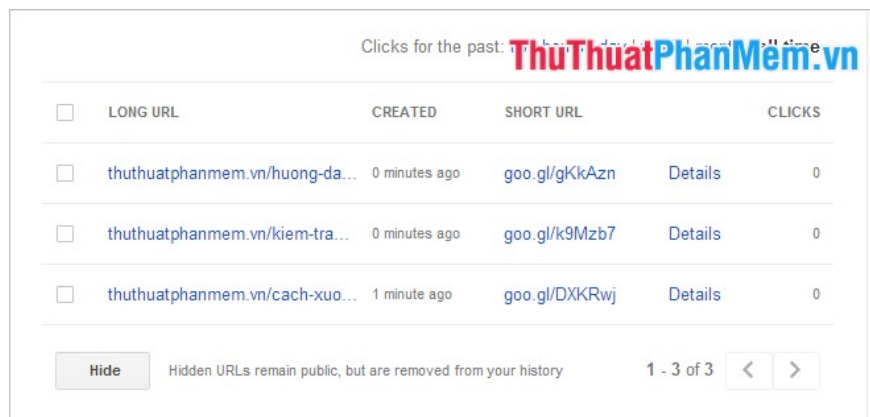 Clicks for the past: all time
ThuThuatPhanMem.vn
LONG URL CREATED SHORT URL CLICKS
thuthuatphanmem.vn/huong-da... 0 minutes ago goo.gl/gKkAzn Details 0
thuthuatphanmem.vn/kiem-tra... 0 minutes ago goo.gl/k9Mzb7 Details 0
thuthuatphanmem.vn/cach-xuo... 1 minute ago goo.gl/DXKRwj Details 0
Hide Hidden URLs remain public, but are removed from your history 1 - 3 of 3